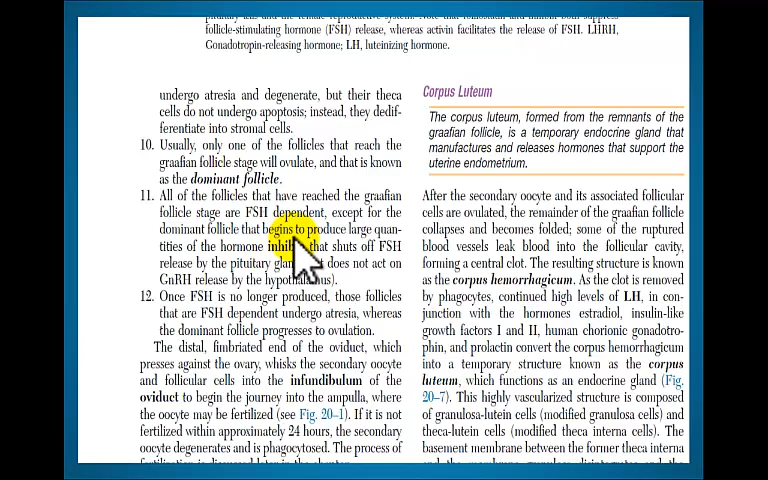 follicle-stimulating hormone (FSH) release, whereas activin facilitates the release of FSH. LHRH,
Gonadotropin-releasing hormone; LH, luteinizing hormone.
undergo atresia and degenerate, but their theca
cells do not undergo apoptosis; instead, they dedif-
ferentiate into stromal cells.
10. Usually, only one of the follicles that reach the
graafian follicle stage will ovulate, and that is known
as the dominant follicle.
11. All of the follicles that have reached the graafian
follicle stage are FSH dependent, except for the
dominant follicle that begins to produce large quan-
tities of the hormone that shuts off FSH
release by the pituitary does not act on
GnRH release by the
12. Once FSH is no longer produced, those follicles
that are FSH dependent undergo atresia, whereas
the dominant follicle progresses to ovulation.
The distal, fimbriated end of the oviduct, which
presses against the ovary, whisks the secondary oocyte
and follicular cells into the infundibulum of the
oviduct to begin the journey into the ampulla, where
the oocyte may be fertilized (see Fig. 20–1). If it is not
fertilized within approximately 24 hours, the secondary
oocyte degenerates and is phagocytosed. The process of
Corpus Luteum
The corpus luteum, formed from the remnants of the
graafian follicle, is a temporary endocrine gland that
manufactures and releases hormones that support the
uterine endometrium.
After the secondary oocyte and its associated follicular
cells are ovulated, the remainder of the graafian follicle
collapses and becomes folded; some of the ruptured
blood vessels leak blood into the follicular cavity,
forming a central clot. The resulting structure is known
as the corpus hemorrhagicum. As the clot is removed
by phagocytes, continued high levels of LH, in con-
junction with the hormones estradiol, insulin-like
growth factors I and II, human chorionic gonadotro-
phin, and prolactin convert the corpus hemorrhagicum
into a temporary structure known as the corpus
luteum, which functions as an endocrine gland (Fig.
20–7). This highly vascularized structure is composed
of granulosa-lutein cells (modified granulosa cells) and
theca-lutein cells (modified theca interna cells). The
basement membrane between the former theca interna